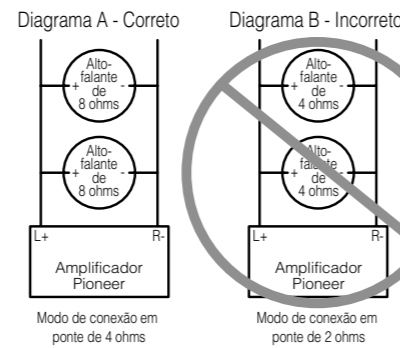 Diagrama A - Correto
Alto-
falante
de
8 ohms
+ -
Alto-
falante
de
8 ohms
+ -
L+ R-
Amplificador
Pioneer
Modo de conexão em
ponte de 4 ohms
Diagrama B - Incorreto
Alto-
falante
de
4 ohms
+ -
Alto-
falante
de
4 ohms
+ -
L+ R-
Amplificador
Pioneer
Modo de conexão em
ponte de 2 ohms